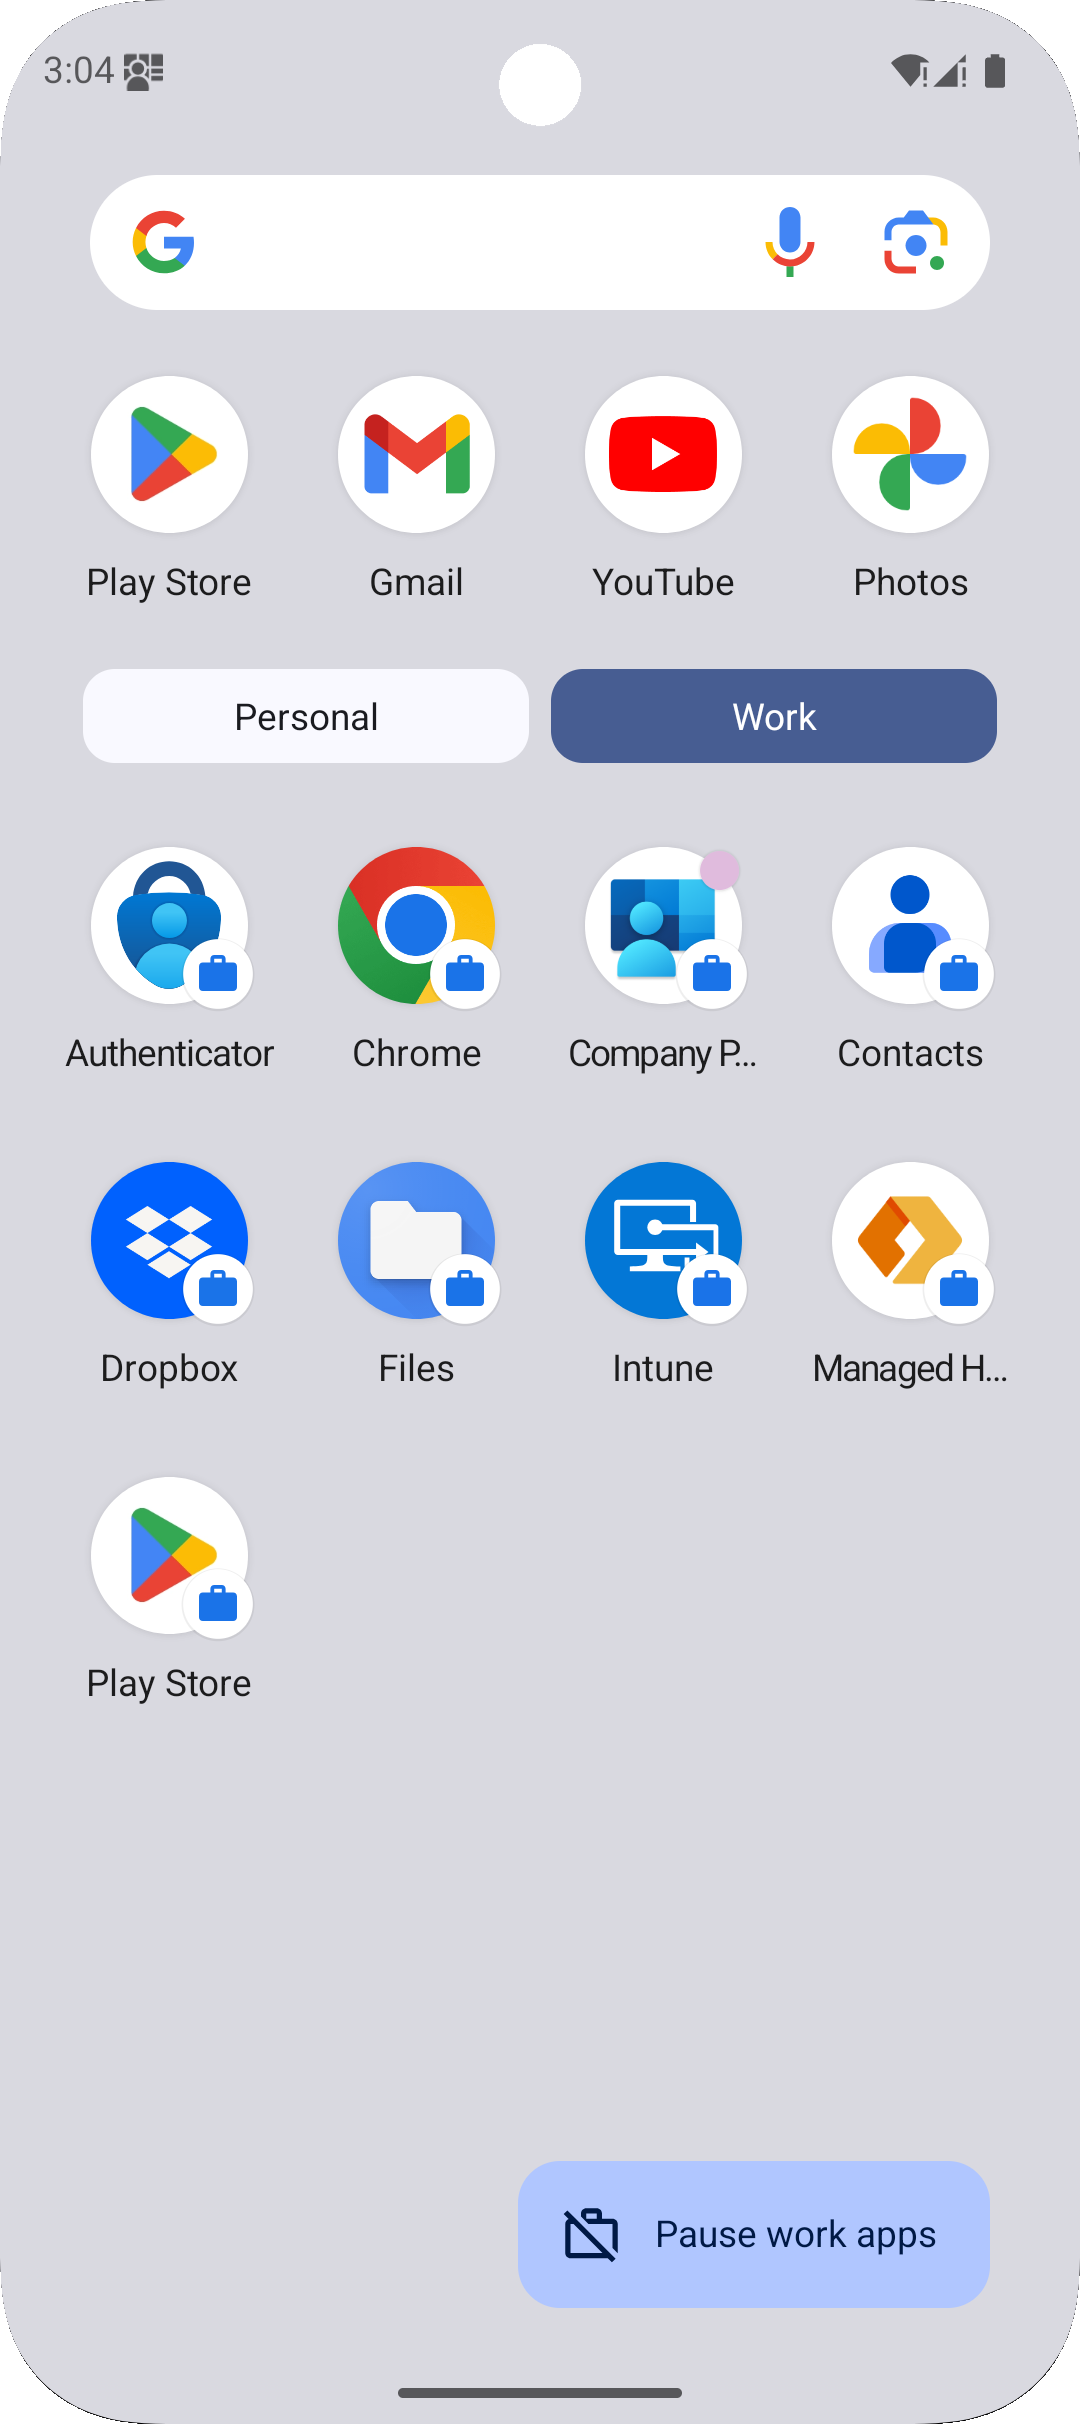 3:04
Play Store
Gmail
YouTube
Photos
Personal
Work
Authenticator
Chrome
Company P...
Contacts
Dropbox
Files
Intune
Managed H...
Play Store
Pause work apps